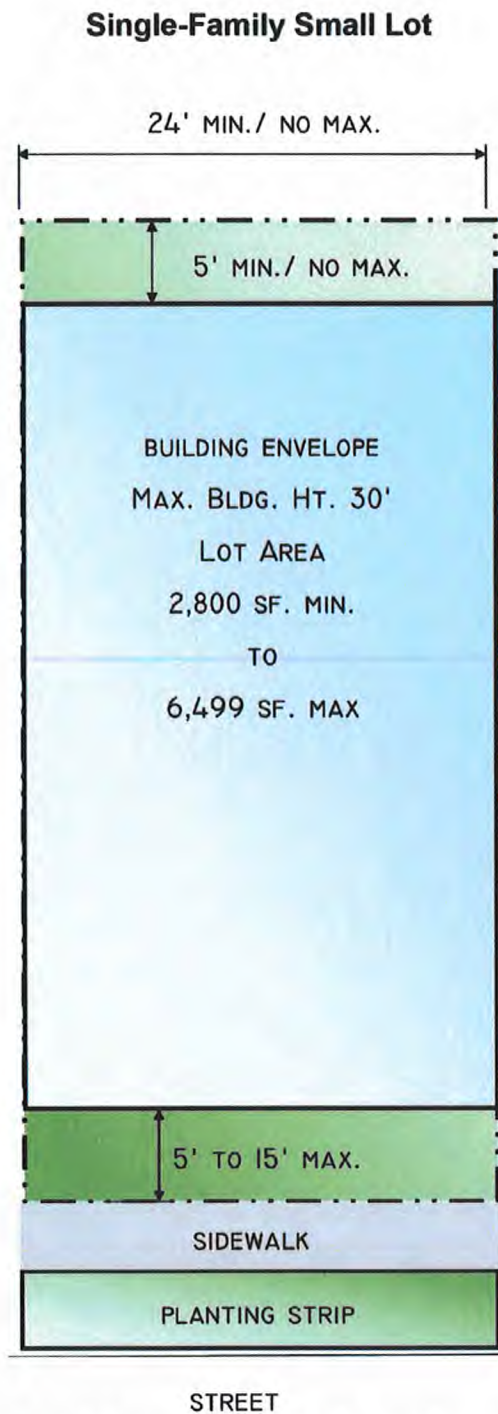 Single-Family Small Lot
24' MIN./ NO MAX.
5' MIN./ NO MAX.
BUILDING ENVELOPE
MAX. BLDG. HT. 30'
LOT AREA
2,800 SF. MIN.
TO
6,499 SF. MAX
5' TO 15' MAX.
SIDEWALK
PLANTING STRIP
STREET